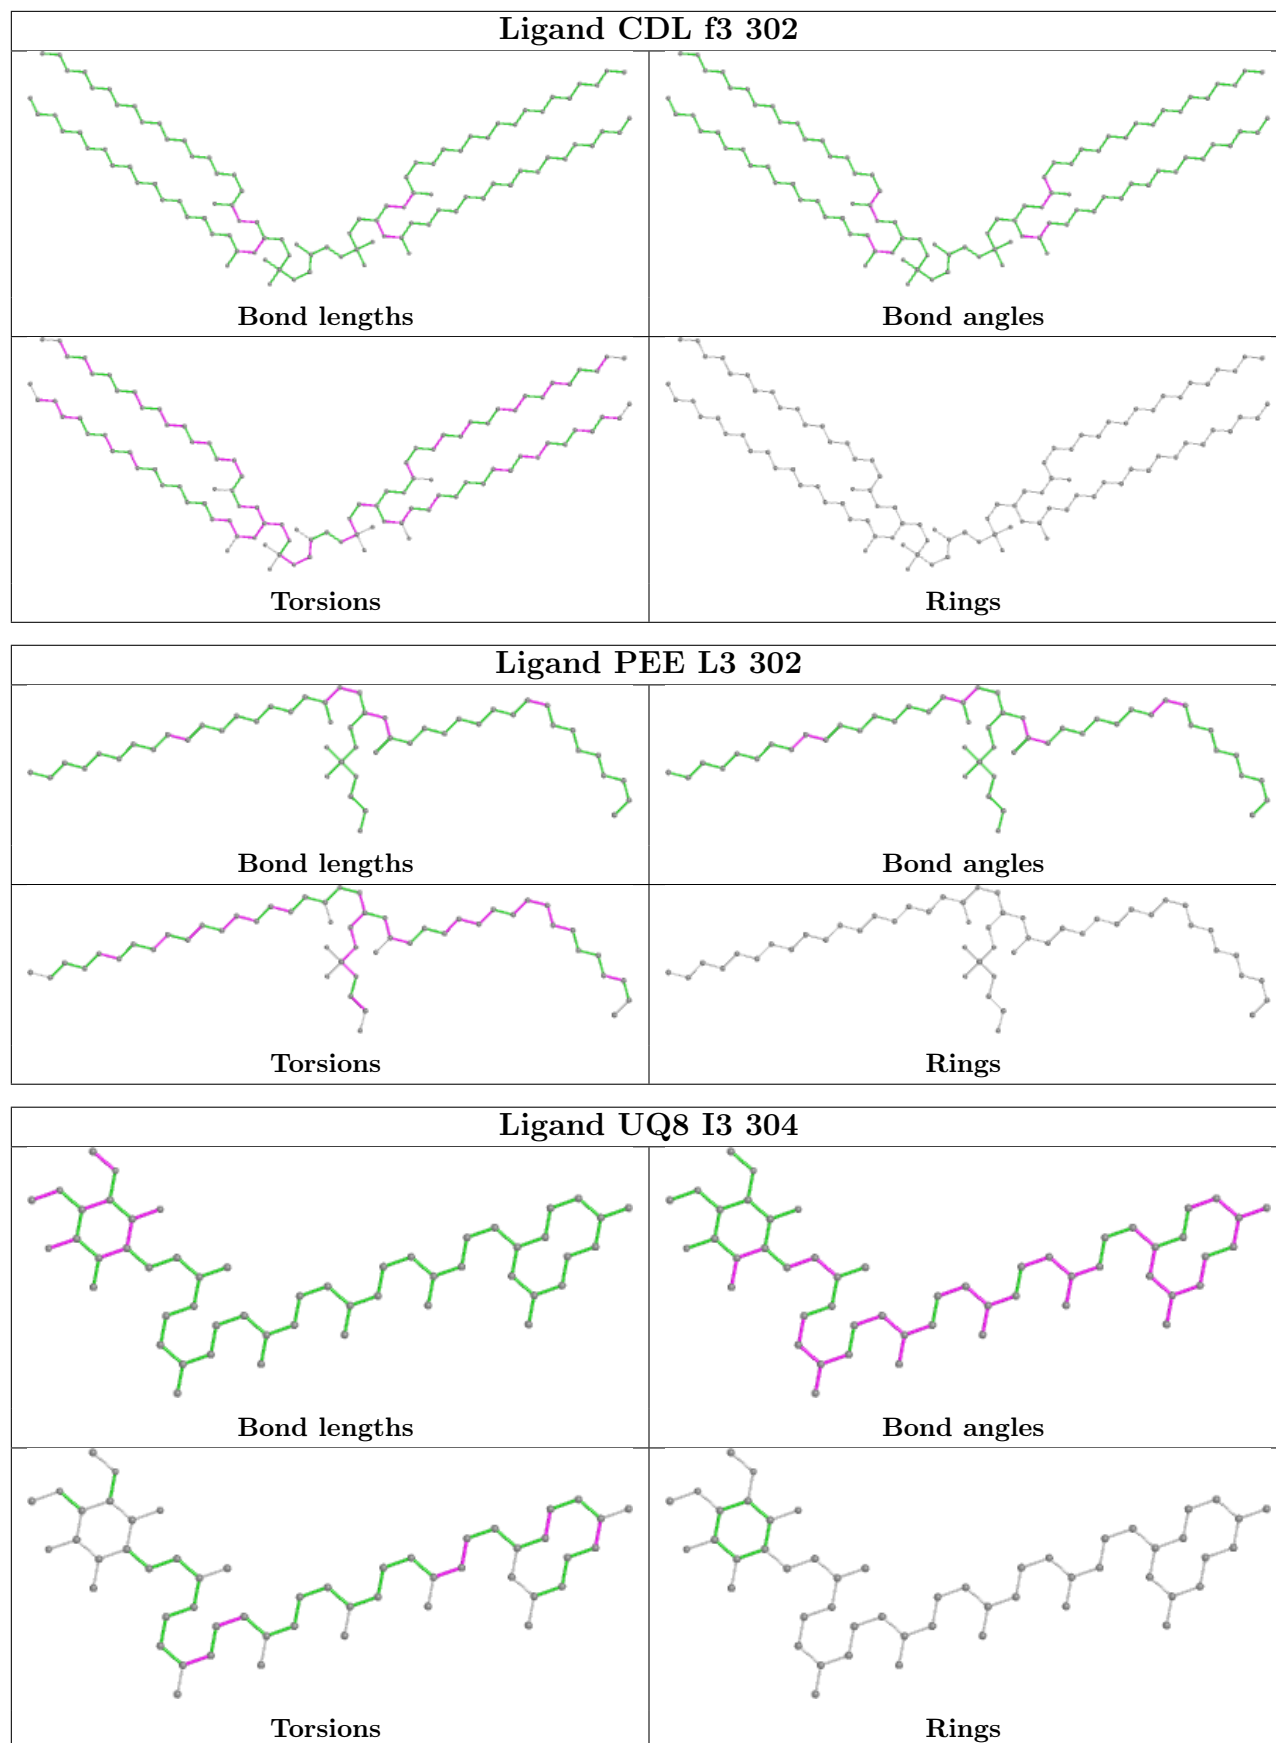 Ligand CDL f3 302
Bond lengths
Bond angles
Torsions
Rings
Ligand PEE L3 302
Bond lengths
Bond angles
Torsions
Rings
Ligand UQ8 I3 304
Bond lengths
Bond angles
Torsions
Rings